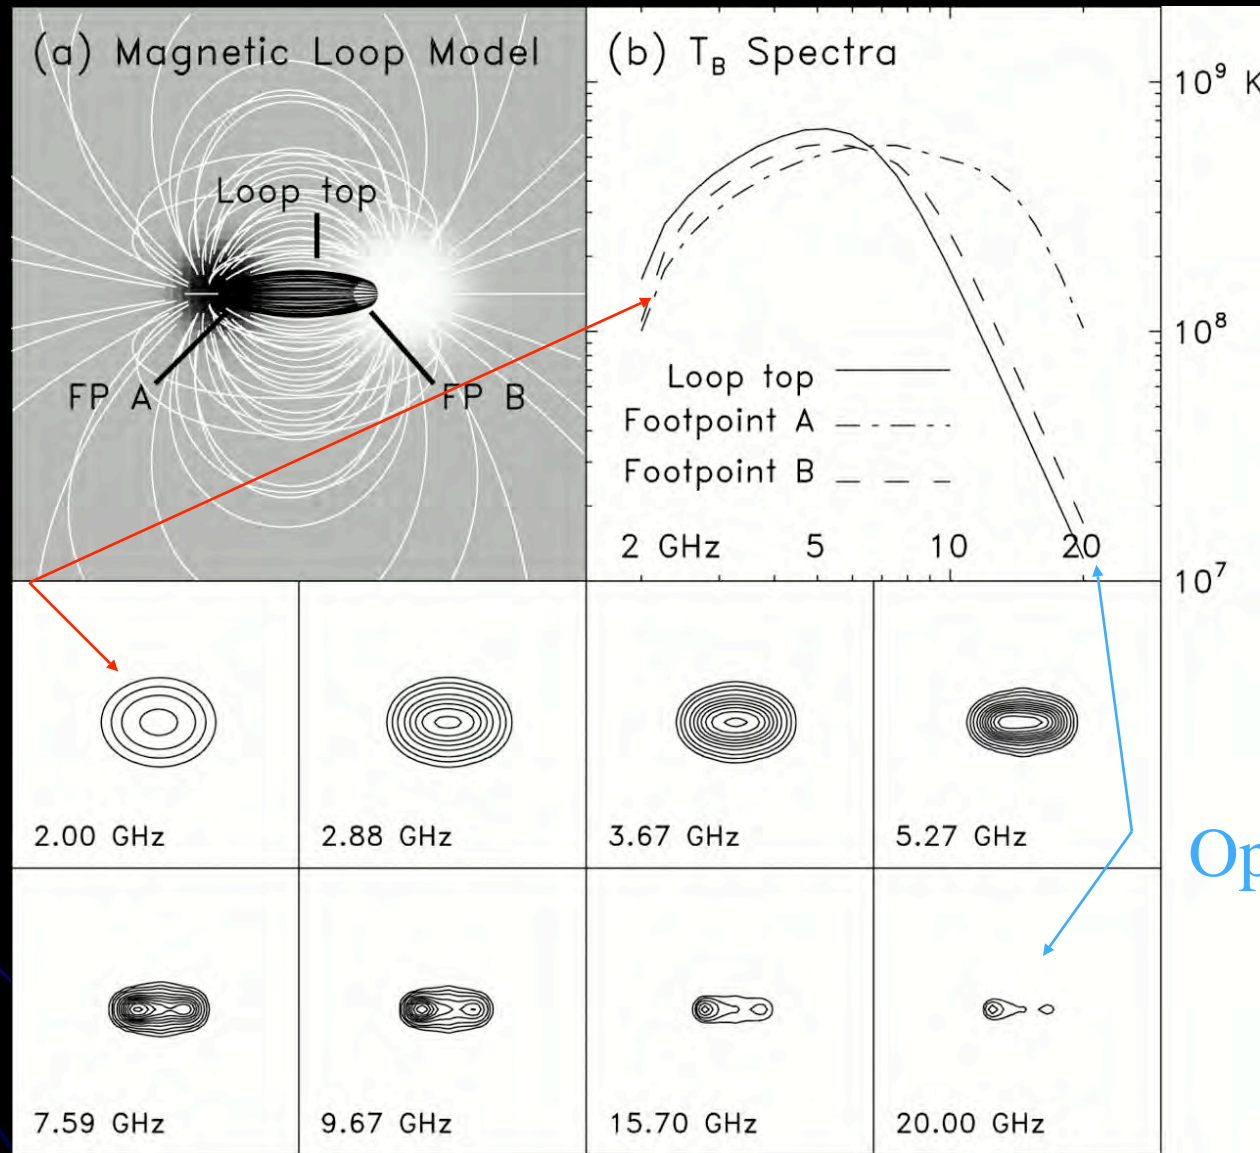 (a) Magnetic Loop Model
Loop top
FP A
FP B
(b) T_B Spectra
10⁹ K
10⁸
10⁷
Loop top
Footpoint A
Footpoint B
2 GHz 5 10 20
2.00 GHz
2.88 GHz
3.67 GHz
5.27 GHz
Op
7.59 GHz
9.67 GHz
15.70 GHz
20.00 GHz